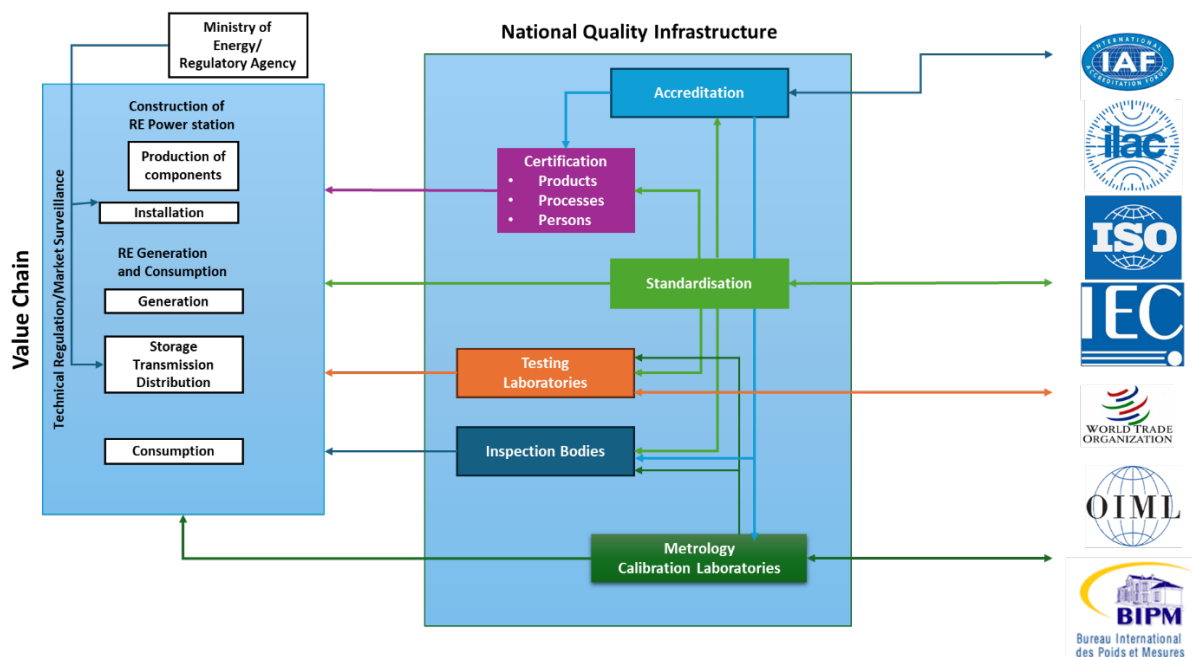 Ministry of
Energy/
Regulatory Agency
National Quality Infrastructure
Value Chain
Technical Regulation/Market Surveillance
Construction of
RE Power station
Production of
components
Installation
RE Generation
and Consumption
Generation
Storage
Transmission
Distribution
Consumption
Accreditation
Certification
• Products
• Processes
• Persons
Standardisation
Testing
Laboratories
Inspection Bodies
Metrology
Calibration Laboratories
INTERNATIONAL
IAF
ACCREDITATION FORUM
ilac
ISO
IEC
WORLD TRADE
ORGANIZATION
OIML
BIPM
Bureau International
des Poids et Mesures